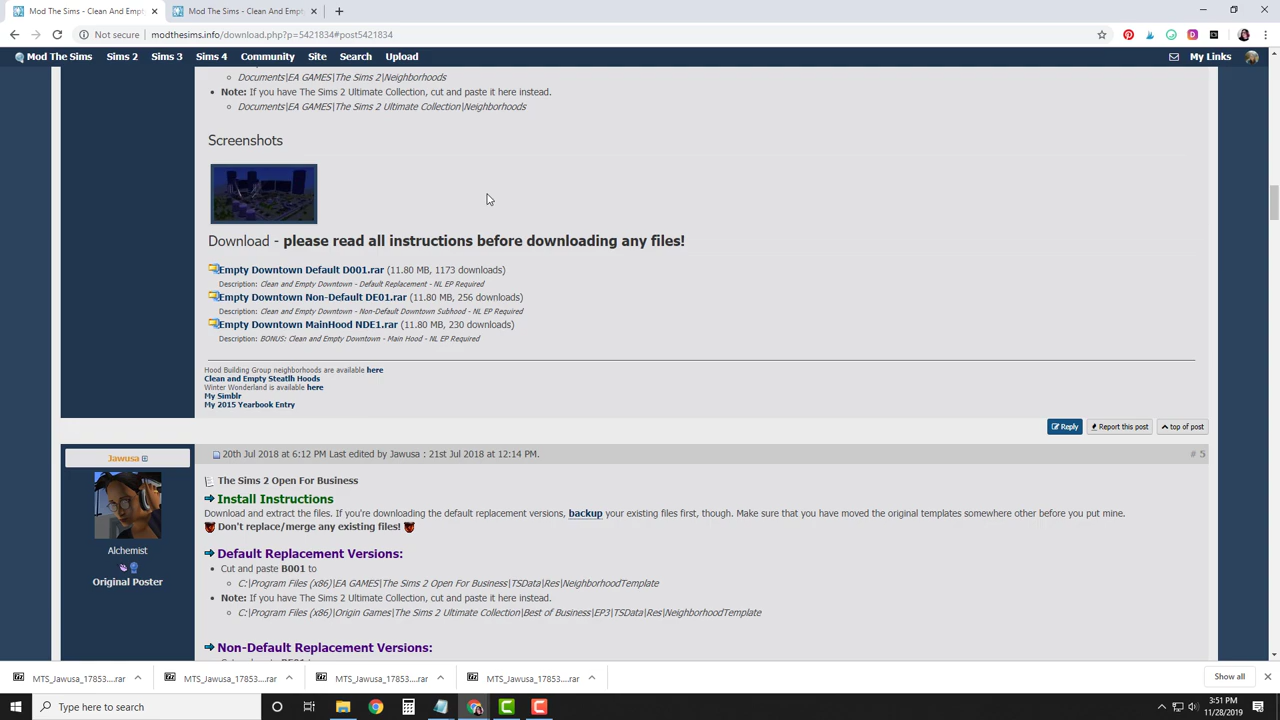 Mod The Sims - Clean And Empt
Mod The Sims - Clean And Empt
Not secure | modthesims.info/download.php?p=5421834#post5421834
Mod The Sims Sims 2 Sims 3 Sims 4 Community Site Search Upload My Links
Documents\EA GAMES\The Sims 2\Neighborhoods
Note: If you have The Sims 2 Ultimate Collection, cut and paste it here instead.
Documents\EA GAMES\The Sims 2 Ultimate Collection\Neighborhoods
Screenshots
Download - please read all instructions before downloading any files!
Empty Downtown Default D001.rar (11.80 MB, 1173 downloads)
Description: Clean and Empty Downtown - Default Replacement - NL EP Required
Empty Downtown Non-Default DE01.rar (11.80 MB, 256 downloads)
Description: Clean and Empty Downtown - Non-Default Downtown Subhood - NL EP Required
Empty Downtown MainHood NDE1.rar (11.80 MB, 230 downloads)
Description: BONUS: Clean and Empty Downtown - Main Hood - NL EP Required
Hood Building Group neighborhoods are available here
Clean and Empty Steatlh Hoods
Winter Wonderland is available here
My Simblr
My 2015 Yearbook Entry
Reply Report this post top of post
Jawusa
20th Jul 2018 at 6:12 PM Last edited by Jawusa : 21st Jul 2018 at 12:14 PM. # 5
The Sims 2 Open For Business
Install Instructions
Download and extract the files. If you're downloading the default replacement versions, backup your existing files first, though. Make sure that you have moved the original templates somewhere other before you put mine.
Don't replace/merge any existing files!
Alchemist
Original Poster
Default Replacement Versions:
Cut and paste B001 to
C:\Program Files (x86)\EA GAMES\The Sims 2 Open For Business\TSData\Res\NeighborhoodTemplate
Note: If you have The Sims 2 Ultimate Collection, cut and paste it here instead.
C:\Program Files (x86)\Origin Games\The Sims 2 Ultimate Collection\Best of Business\EP3\TSData\Res\NeighborhoodTemplate
Non-Default Replacement Versions:
MTS_Jawusa_17853....rar
MTS_Jawusa_17853....rar
MTS_Jawusa_17853....rar
MTS_Jawusa_17853....rar
Show all
Type here to search
3:51 PM
11/28/2019